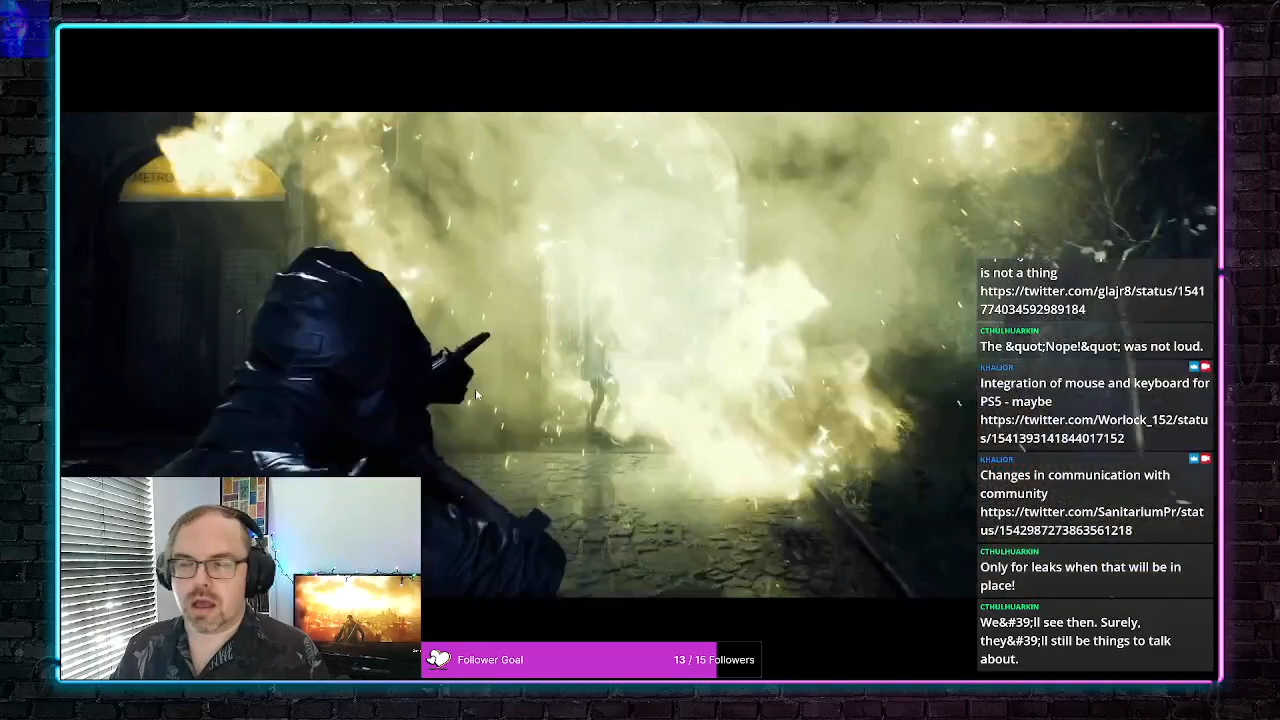 METRO
is not a thing
https://twitter.com/glajr8/status/1541
774034592989184
CTHULHUARKIN
The &quot;Nope!&quot; was not loud.
KHALIOR
Integration of mouse and keyboard for
PS5 - maybe
https://twitter.com/Worlock_152/statu
s/1541393141844017152
KHALIOR
Changes in communication with
community
https://twitter.com/SanitariumPr/stat
us/1542987273863561218
CTHULHUARKIN
Only for leaks when that will be in
place!
CTHULHUARKIN
We&#39;ll see then. Surely,
they&#39;ll still be things to talk
about.
Follower Goal
13 / 15 Followers